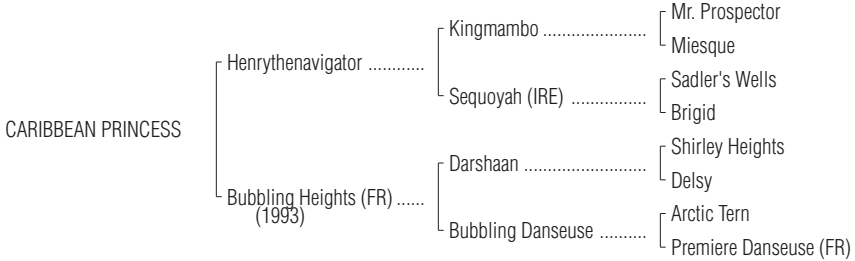 Mr. Prospector
Kingmambo ......................
Miesque
Henrythenavigator ............
Sadler's Wells
Sequoyah (IRE) ................
Brigid
CARIBBEAN PRINCESS
Shirley Heights
Darshaan ..........................
Delsy
Bubbling Heights (FR) ......
(1993)
Arctic Tern
Bubbling Danseuse ..........
Premiere Danseuse (FR)